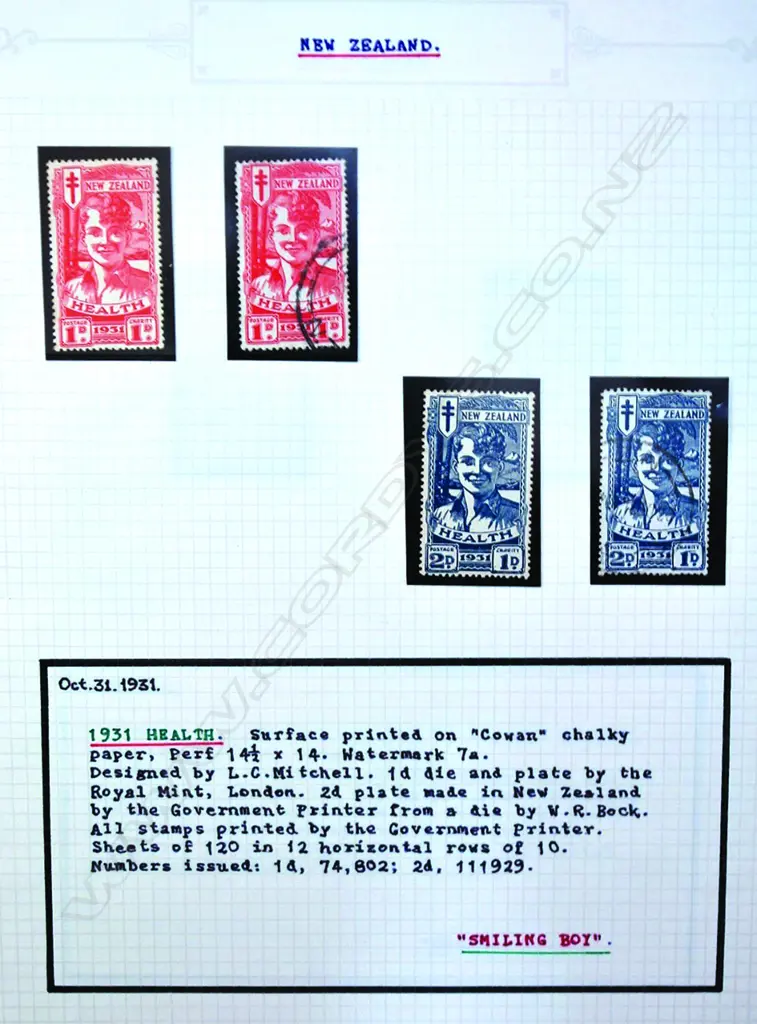 NEW ZEALAND.
NEW ZEALAND
HEALTH
POSTAGE 1931 CHARITY
1D. 1D.
NEW ZEALAND
HEALTH
POSTAGE 1931
1D. 1D.
NEW ZEALAND
HEALTH
POSTAGE 1931 CHARITY
2D 1D.
NEW ZEALAND
HEALTH
POSTAGE 1931 CHARITY
2D 1D.
Oct.31.1931.
1931 HEALTH. Surface printed on "Cowan" chalky
paper, Perf 14½ x 14. Watermark 7a.
Designed by L.C.Mitchell. 1d die and plate by the
Royal Mint, London. 2d plate made in New Zealand
by the Government Printer from a die by W.R.Bock.
All stamps printed by the Government Printer.
Sheets of 120 in 12 horizontal rows of 10.
Numbers issued: 1d, 74,802; 2d, 111929.
"SMILING BOY".
WWW.CORDYS.CO.NZ